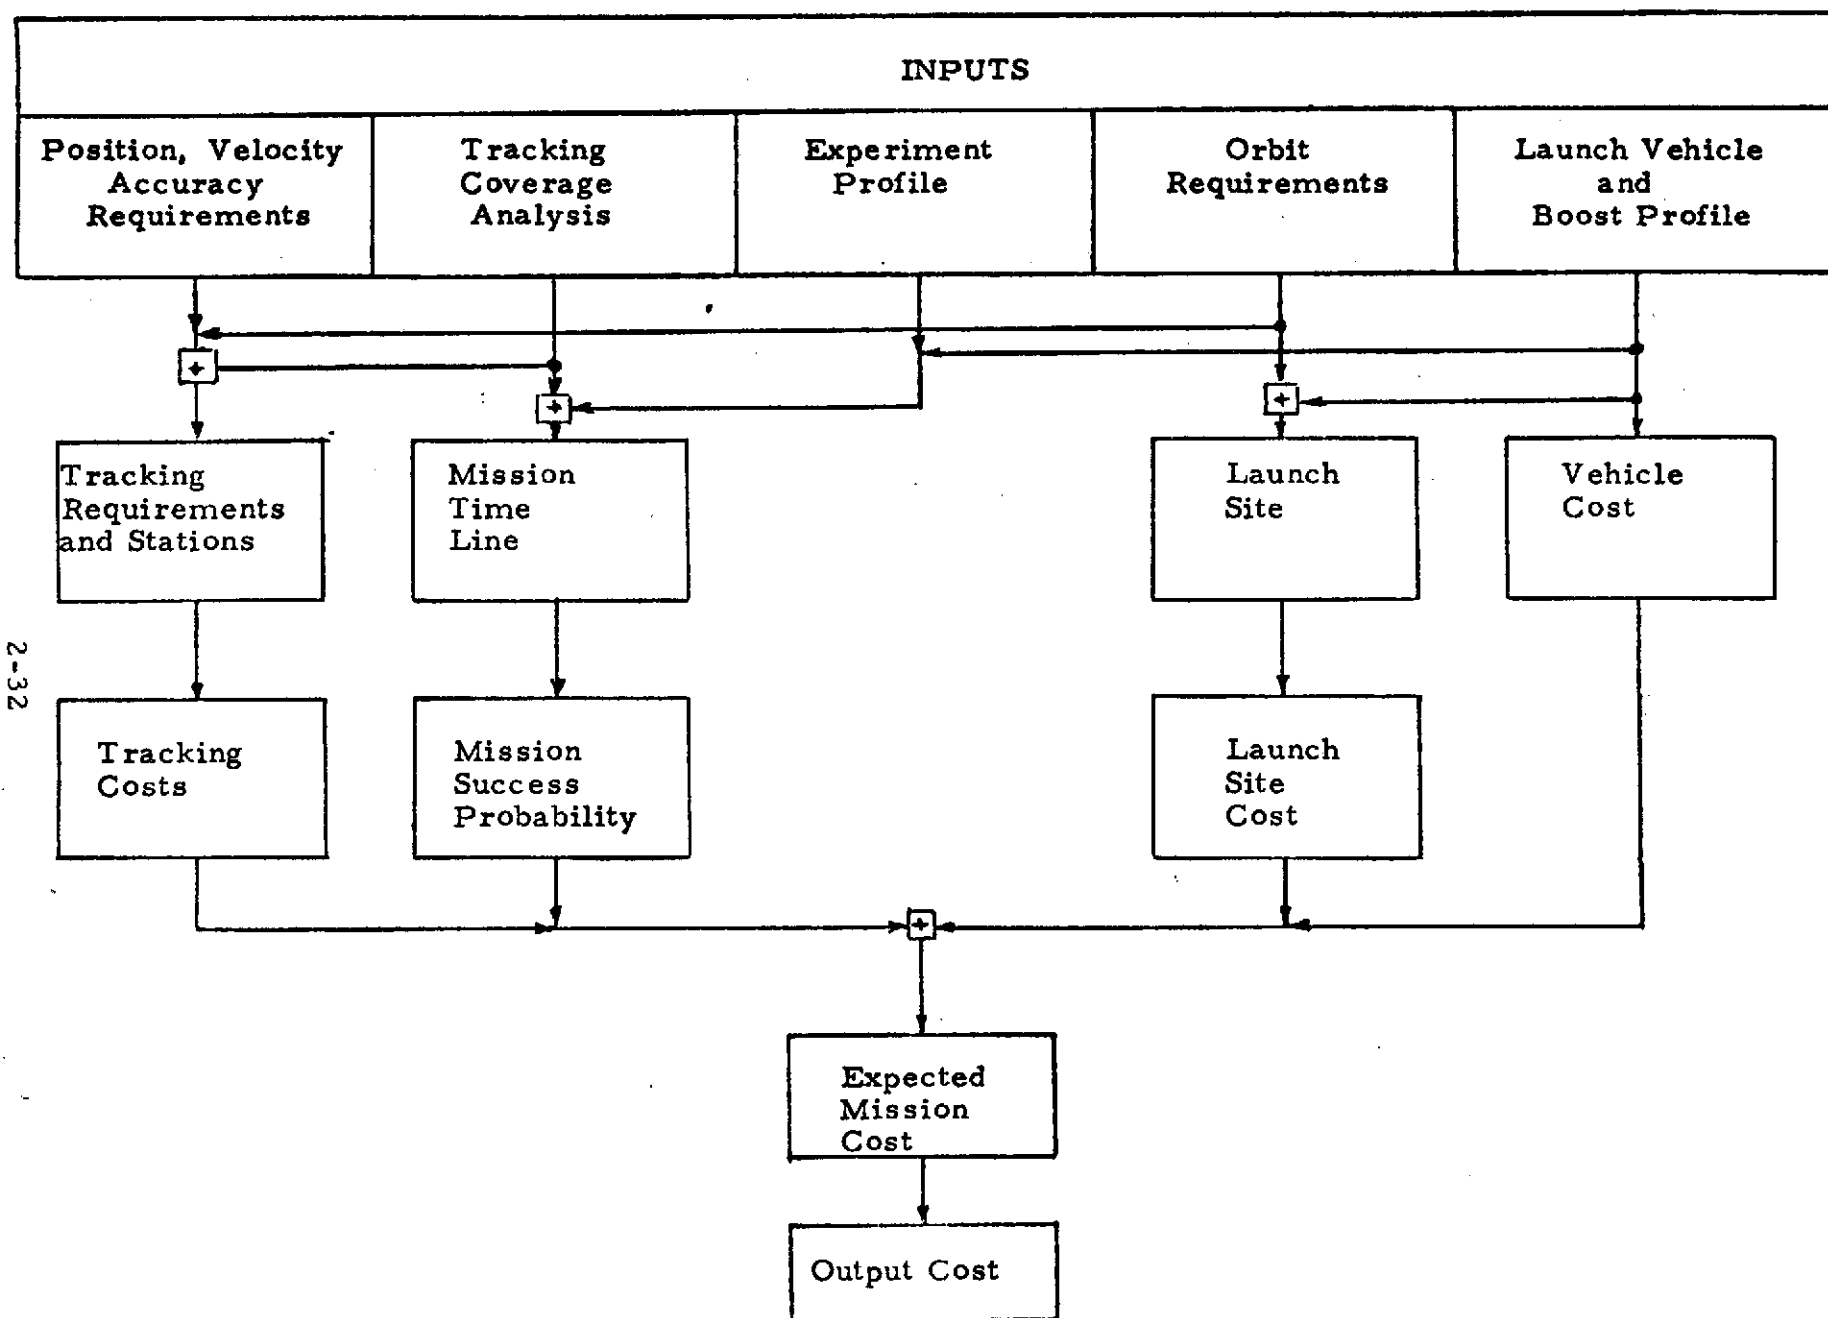 INPUTS
Position, Velocity
Accuracy
Requirements
Tracking
Coverage
Analysis
Experiment
Profile
Orbit
Requirements
Launch Vehicle
and
Boost Profile
+
+
+
Tracking
Requirements
and Stations
Mission
Time
Line
Launch
Site
Vehicle
Cost
2-32
Tracking
Costs
Mission
Success
Probability
Launch
Site
Cost
+
Expected
Mission
Cost
Output Cost